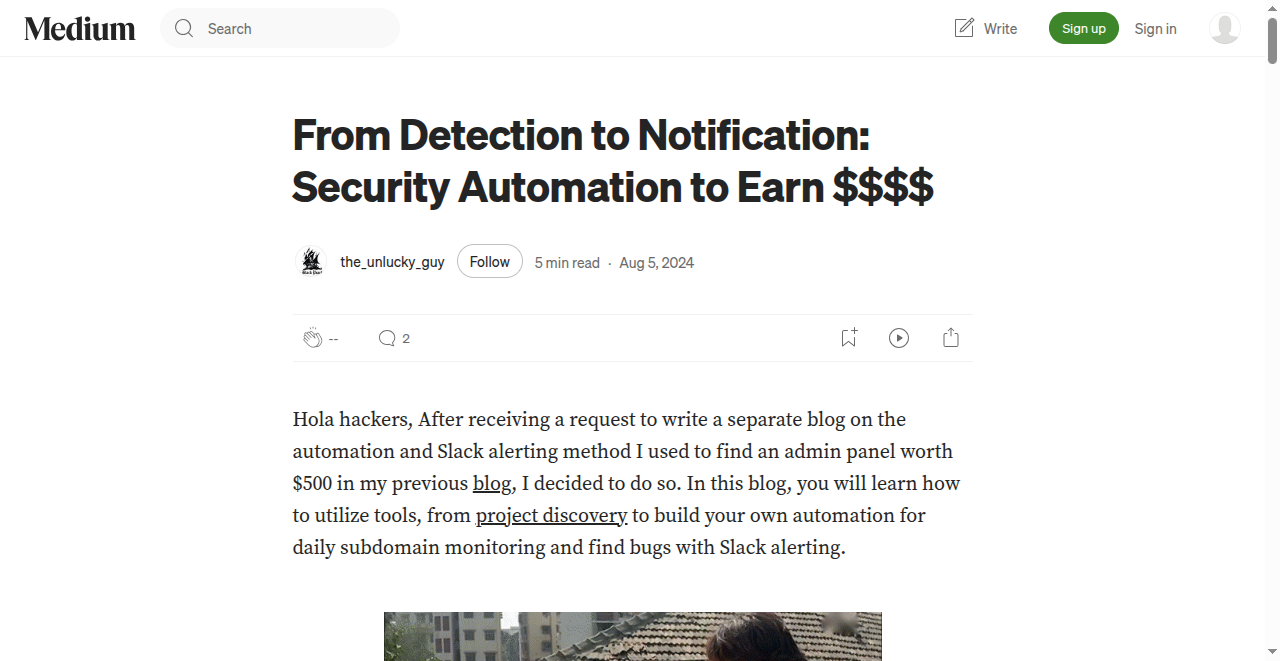 Medium
Search
Write
Sign up
Sign in
From Detection to Notification:
Security Automation to Earn $$$$
the_unlucky_guy
Follow
5 min read · Aug 5, 2024
--
2
Hola hackers, After receiving a request to write a separate blog on the
automation and Slack alerting method I used to find an admin panel worth
$500 in my previous blog, I decided to do so. In this blog, you will learn how
to utilize tools, from project discovery to build your own automation for
daily subdomain monitoring and find bugs with Slack alerting.